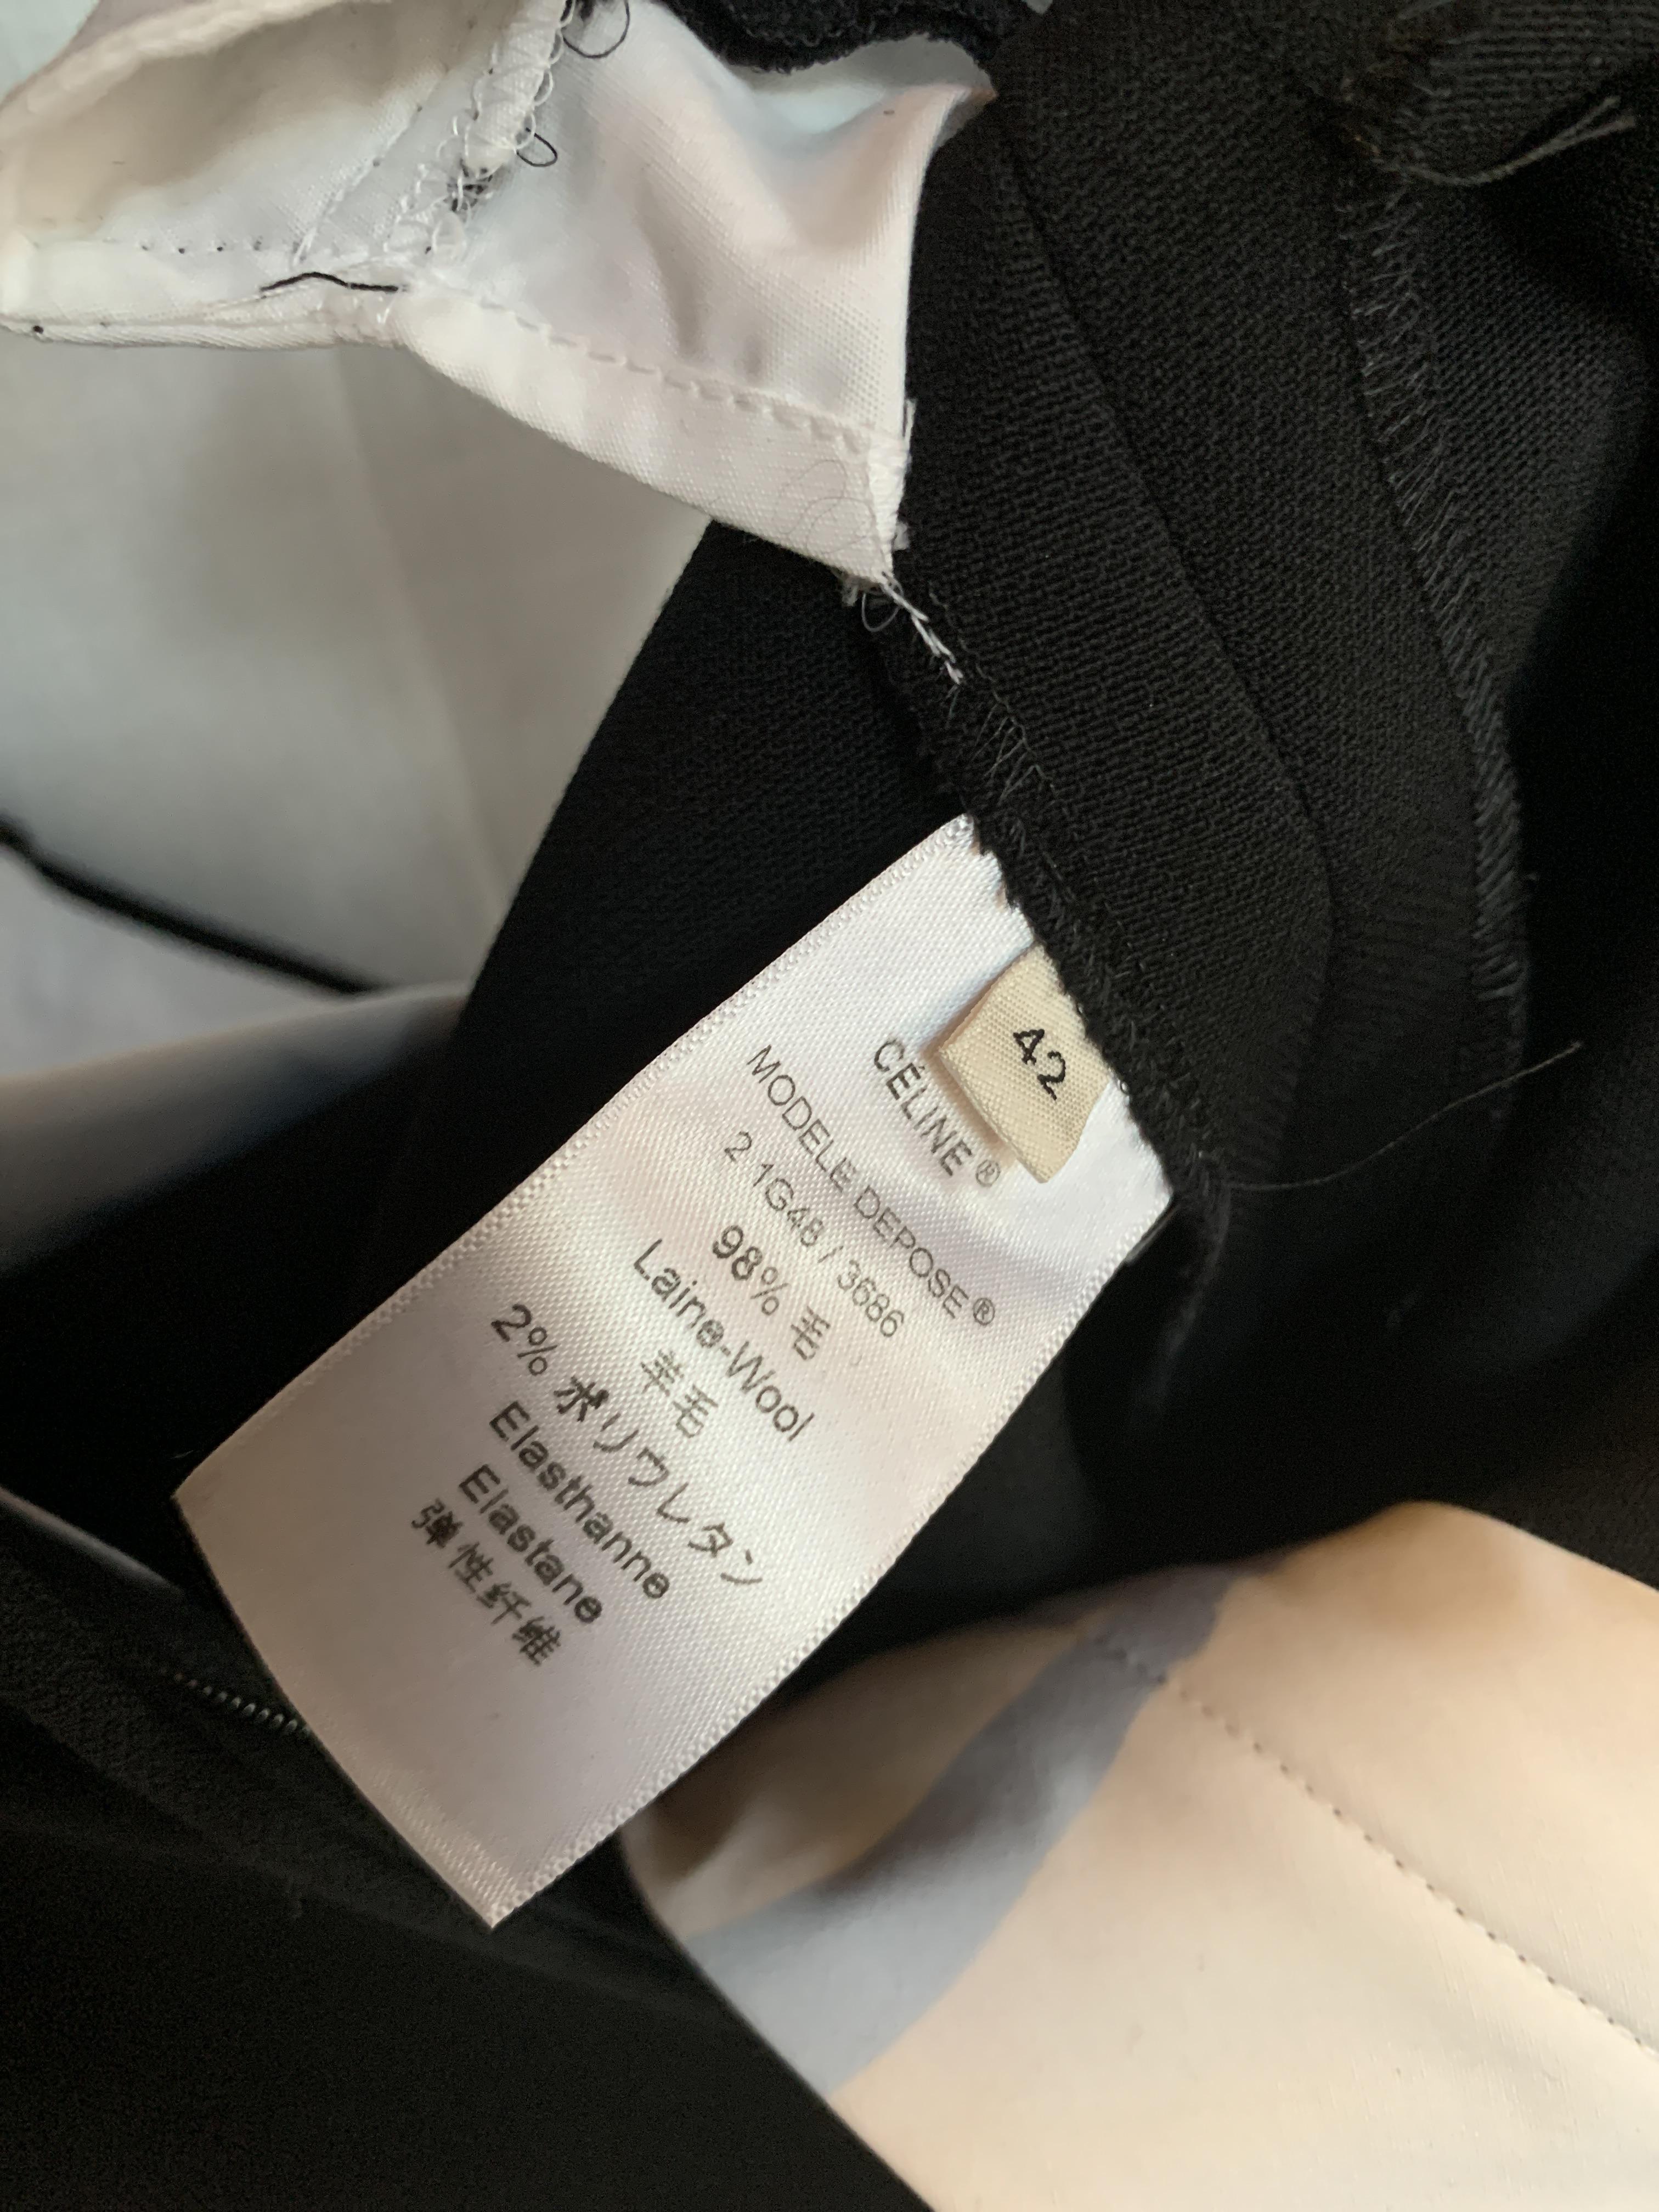 42
CÉLINE ®
MODELE DEPOSE ®
2 1G48 / 3686
98% 毛
Laine-Wool
羊毛
2% ポリウレタン
Elasthanne
Elastane
弹性纤维